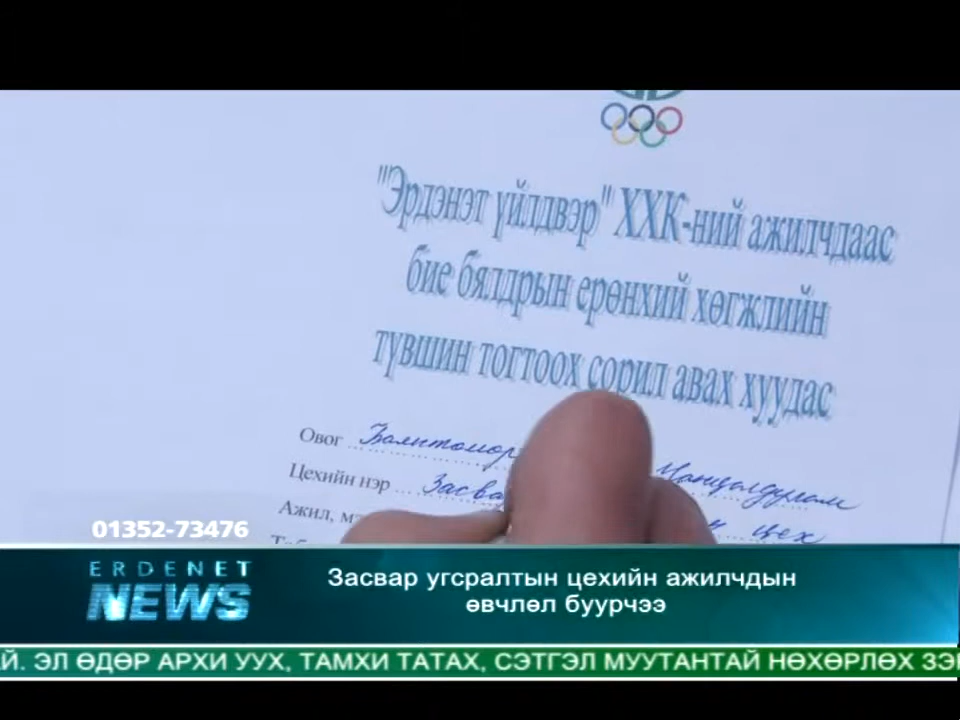 "Эрдэнэт үйлдвэр" ХХК-ний ажилчдаас
бие бялдрын ерөнхий хөгжлийн
түвшин тогтоох сорил авах хуудас
Овог
Цехийн нэр
Ажил,
цех
01352-73476
ERDENET
NEWS
Засвар угсралтын цехийн ажилчдын
өвчлөл буурчээ
Й. ЭЛ ӨДӨР АРХИ УУХ, ТАМХИ ТАТАХ, СЭТГЭЛ МУУТАНТАЙ НӨХӨРЛӨХ